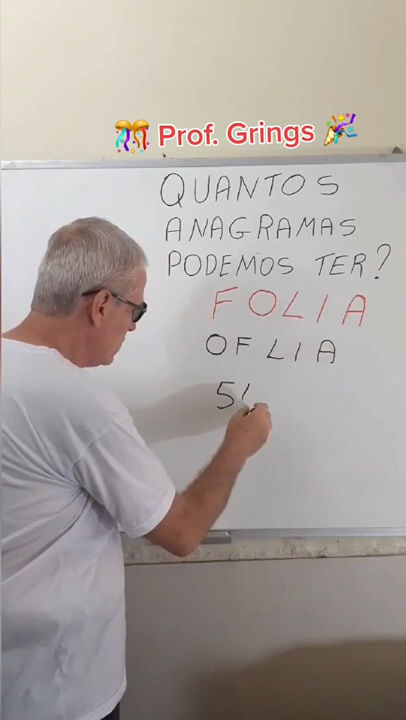 Prof. Grings
QUANTOS
ANAGRAMAS
PODEMOS TER?
FOLIA
OFLIA
5